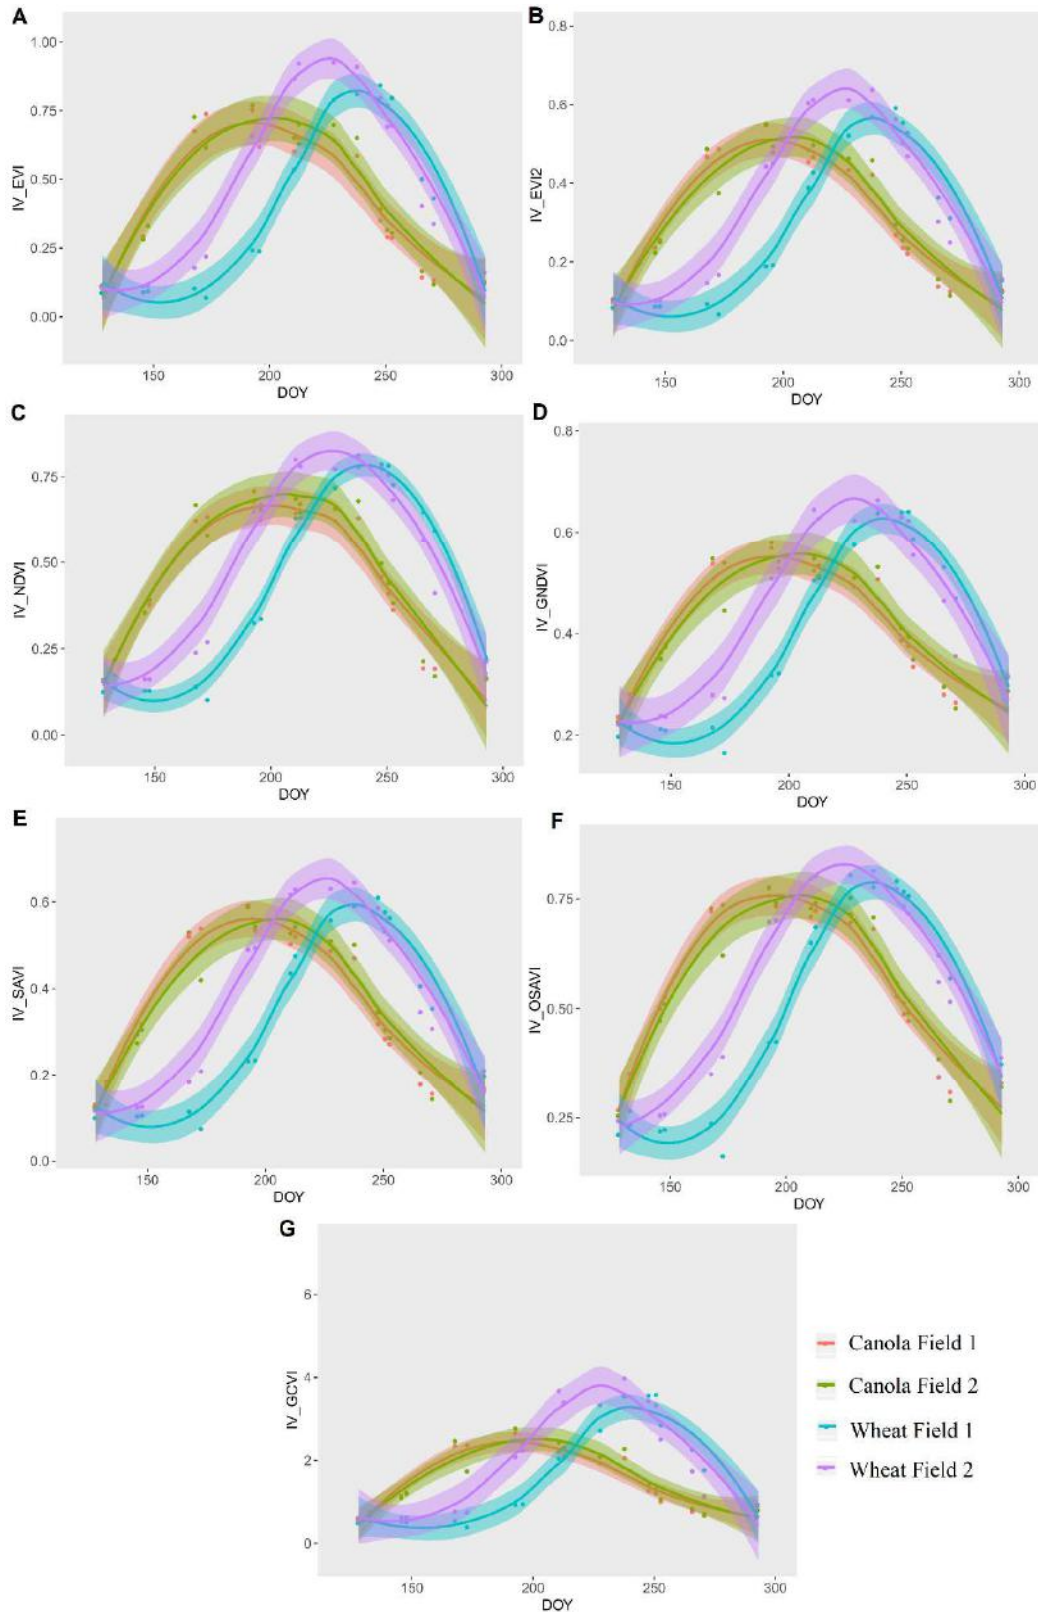 A
1.00
0.75
0.50
0.25
0.00
IV_EVI
150 200 250 300
DOY
B
0.8
0.6
0.4
0.2
0.0
IV_EVI2
150 200 250 300
DOY
C
0.75
0.50
0.25
0.00
IV_NDVI
150 200 250 300
DOY
D
0.8
0.6
0.4
0.2
IV_GNDVI
150 200 250 300
DOY
E
0.6
0.4
0.2
0.0
IV_SAVI
150 200 250 300
DOY
F
0.75
0.50
0.25
IV_OSAVI
150 200 250 300
DOY
G
6
4
2
0
IV_GCVI
150 200 250 300
DOY
Canola Field 1
Canola Field 2
Wheat Field 1
Wheat Field 2